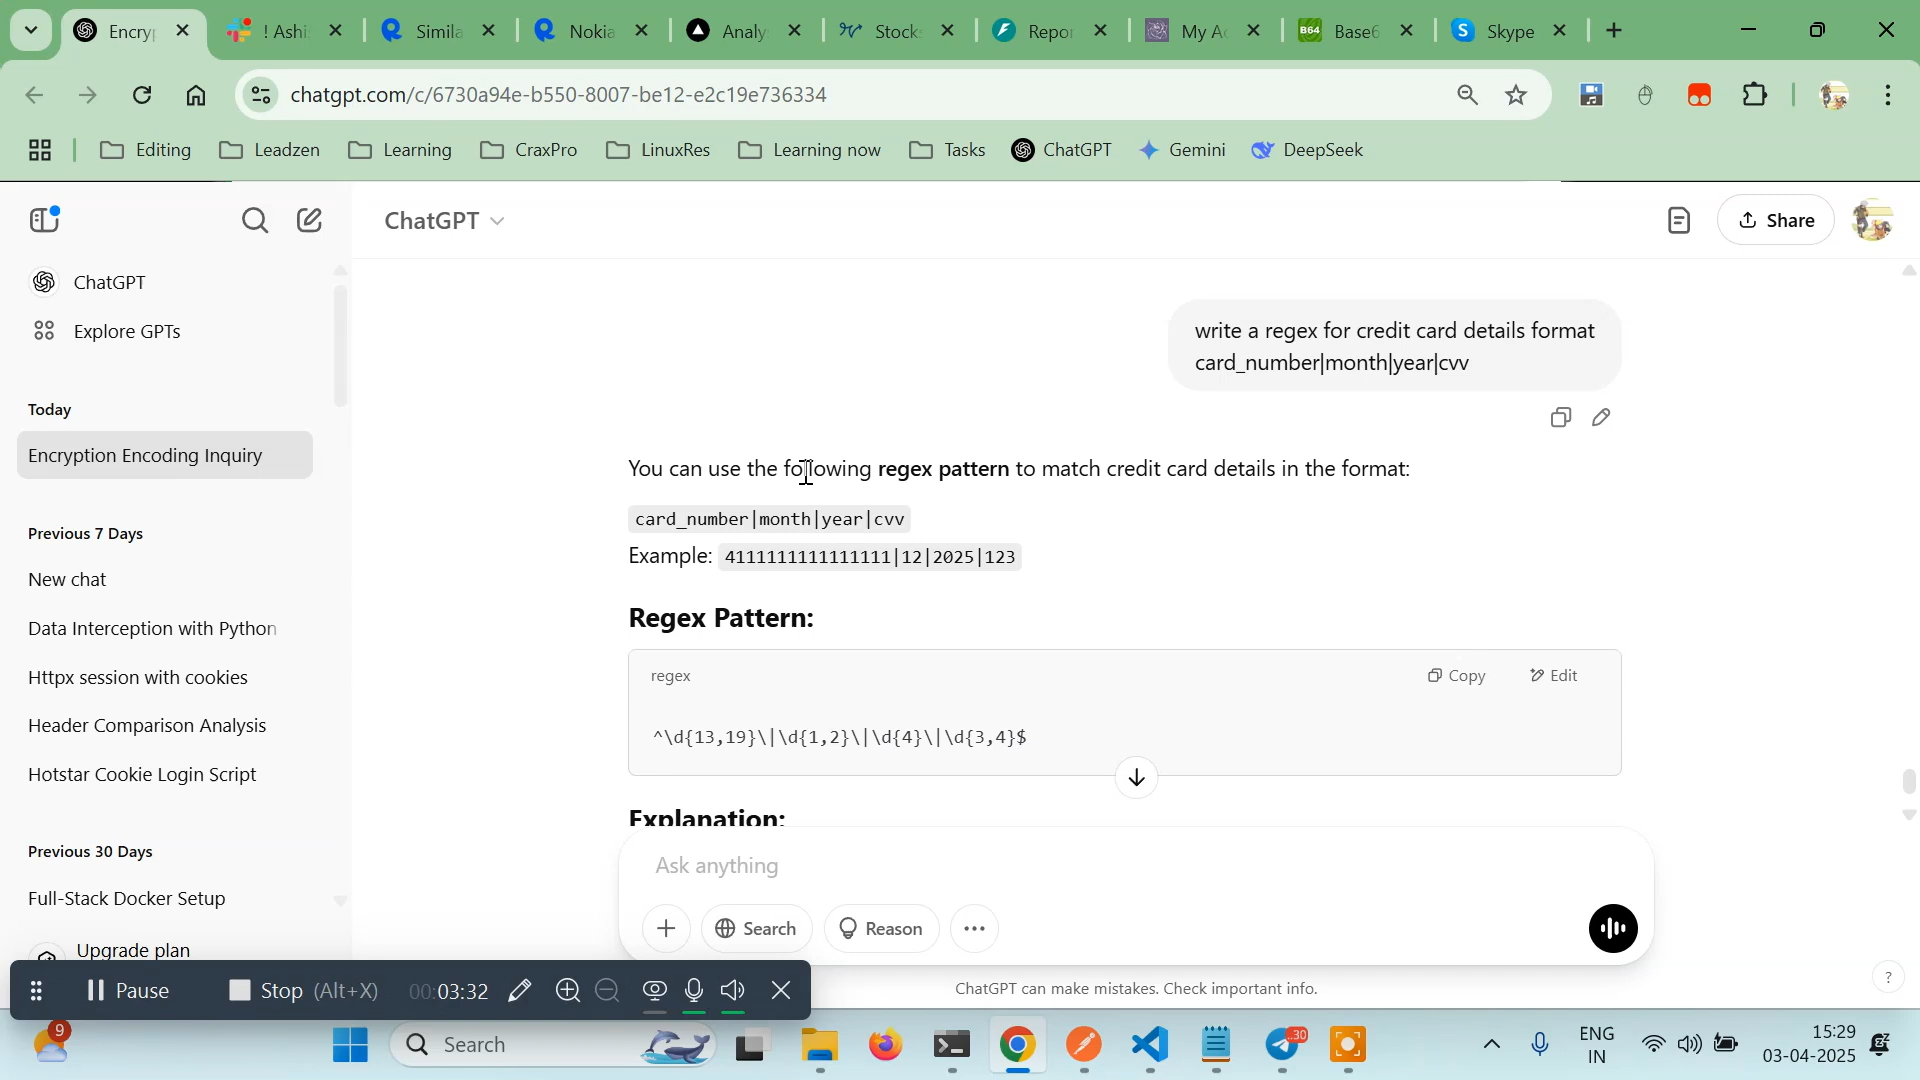 Encryp
! Ashi
Simila
Nokia
Analy
Stock
Repor
My Ac
B64
Base6
Skype
chatgpt.com/c/6730a94e-b550-8007-be12-e2c19e736334
Editing
Leadzen
Learning
CraxPro
LinuxRes
Learning now
Tasks
ChatGPT
Gemini
DeepSeek
ChatGPT
Share
ChatGPT
Explore GPTs
Today
Encryption Encoding Inquiry
Previous 7 Days
New chat
Data Interception with Python
Httpx session with cookies
Header Comparison Analysis
Hotstar Cookie Login Script
Previous 30 Days
Full-Stack Docker Setup
Upgrade plan
write a regex for credit card details format
card_number|month|year|cvv
You can use the following regex pattern to match credit card details in the format:
card_number|month|year|cvv
Example: 4111111111111111|12|2025|123
Regex Pattern:
regex
Copy
Edit
^\d{13,19}\|\d{1,2}\|\d{4}\|\d{3,4}$
Explanation:
Ask anything
Search
Reason
ChatGPT can make mistakes. Check important info.
?
Pause
Stop (Alt+X)
00:03:32
9
Search
..30
ENG
IN
15:29
03-04-2025